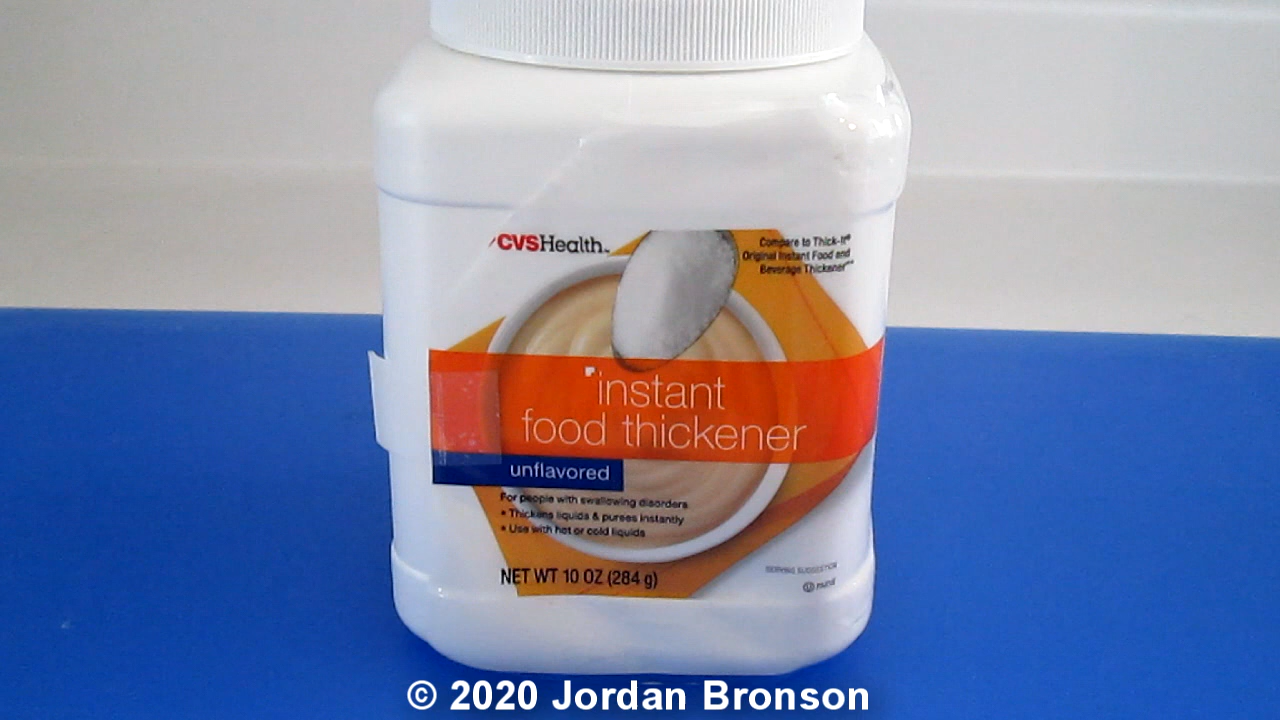 CVSHealth™
Compare to Thick-It®
Original Instant Food and
Beverage Thickener**
instant
food thickener
unflavored
For people with swallowing disorders
• Thickens liquids & purees instantly
• Use with hot or cold liquids
NET WT 10 OZ (284 g)
SERVING SUGGESTION
© 2020 Jordan Bronson